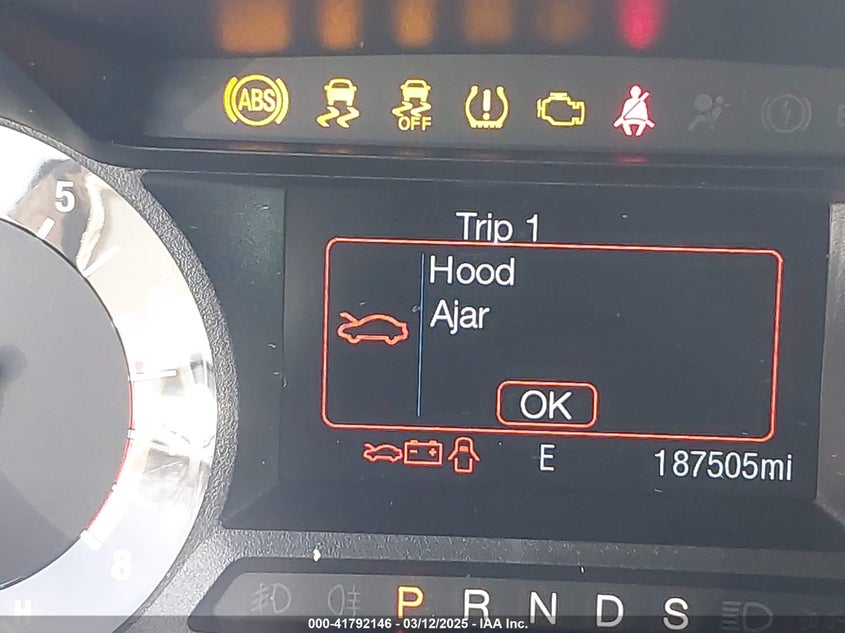 ABS
OFF
5
Trip 1
Hood
Ajar
OK
E
187505mi
8
H
P R N D S
000-41792146 - 03/12/2025 - IAA Inc.